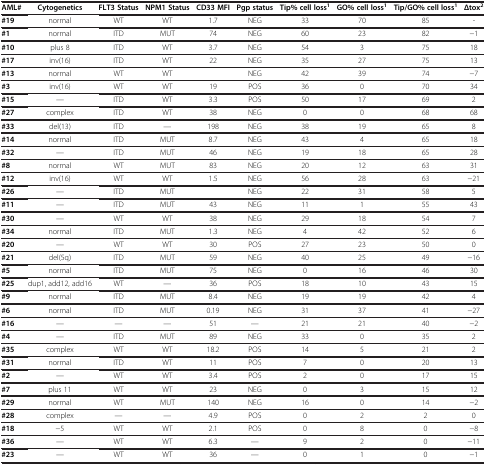 AML# Cytogenetics FLT3 Status NPM1 Status CD33 MFI Pgp status Tip% cell loss1 GO% cell loss1 Tip/GO% cell loss1 Δtox2
#19 normal WT WT 1.7 NEG 33 70 85 -
#1 normal ITD MUT 74 NEG 60 23 82 −1
#10 plus 8 ITD WT 3.7 NEG 54 3 75 18
#17 inv(16) ITD WT 22 NEG 35 27 75 13
#13 normal WT WT NEG 42 39 74 −7
#3 inv(16) WT WT 19 POS 36 0 70 34
#15 — ITD WT 3.3 POS 50 17 69 2
#27 complex ITD WT 38 NEG 0 0 68 68
#33 del(13) ITD — 198 NEG 38 19 65 8
#14 normal ITD MUT 8.7 NEG 43 4 65 18
#32 — ITD MUT 46 NEG 19 18 65 28
#8 normal WT MUT 83 NEG 20 12 63 31
#12 inv(16) WT WT 1.5 NEG 56 28 63 −21
#26 — ITD MUT NEG 22 31 58 5
#11 — ITD MUT 43 NEG 11 1 55 43
#30 — WT WT 38 NEG 29 18 54 7
#34 normal ITD MUT 1.3 NEG 4 42 52 6
#20 — WT WT 30 POS 27 23 50 0
#21 del(5q) ITD MUT 59 NEG 40 25 49 −16
#5 normal ITD MUT 75 NEG 0 16 46 30
#25 dup1, add12, add16 WT — 36 POS 18 10 43 15
#9 normal ITD MUT 8.4 NEG 19 19 42 4
#6 normal ITD MUT 0.19 NEG 31 37 41 −27
#16 — — — 51 — 21 21 40 −2
#4 — ITD MUT 89 NEG 33 0 35 2
#35 complex WT WT 18.2 POS 14 5 21 2
#31 normal ITD WT 11 POS 7 0 20 13
#2 — WT WT 3.4 POS 2 0 17 15
#7 plus 11 WT WT 23 NEG 0 3 15 12
#29 normal WT MUT 140 NEG 16 0 14 −2
#28 complex — — 4.9 POS 0 2 2 0
#18 −5 WT WT 2.1 POS 0 8 0 −8
#36 — WT WT 6.3 — 9 2 0 −11
#23 — WT WT 36 — 0 1 0 −1